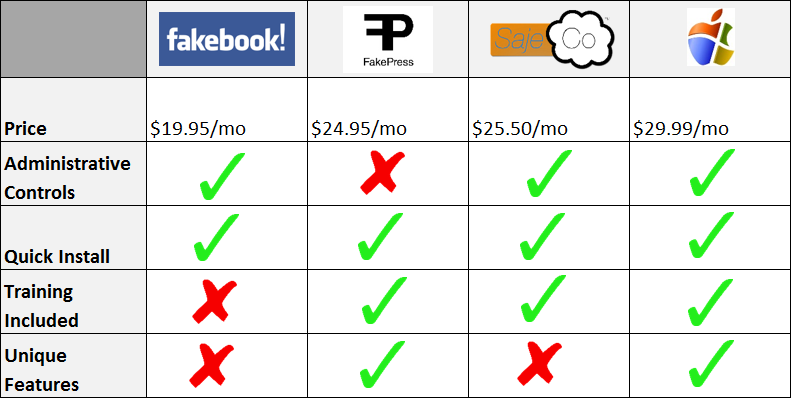 fakebook!
FP
FakePress
Saje Co
Price
$19.95/mo
$24.95/mo
$25.50/mo
$29.99/mo
Administrative
Controls
Quick Install
Training
Included
Unique
Features